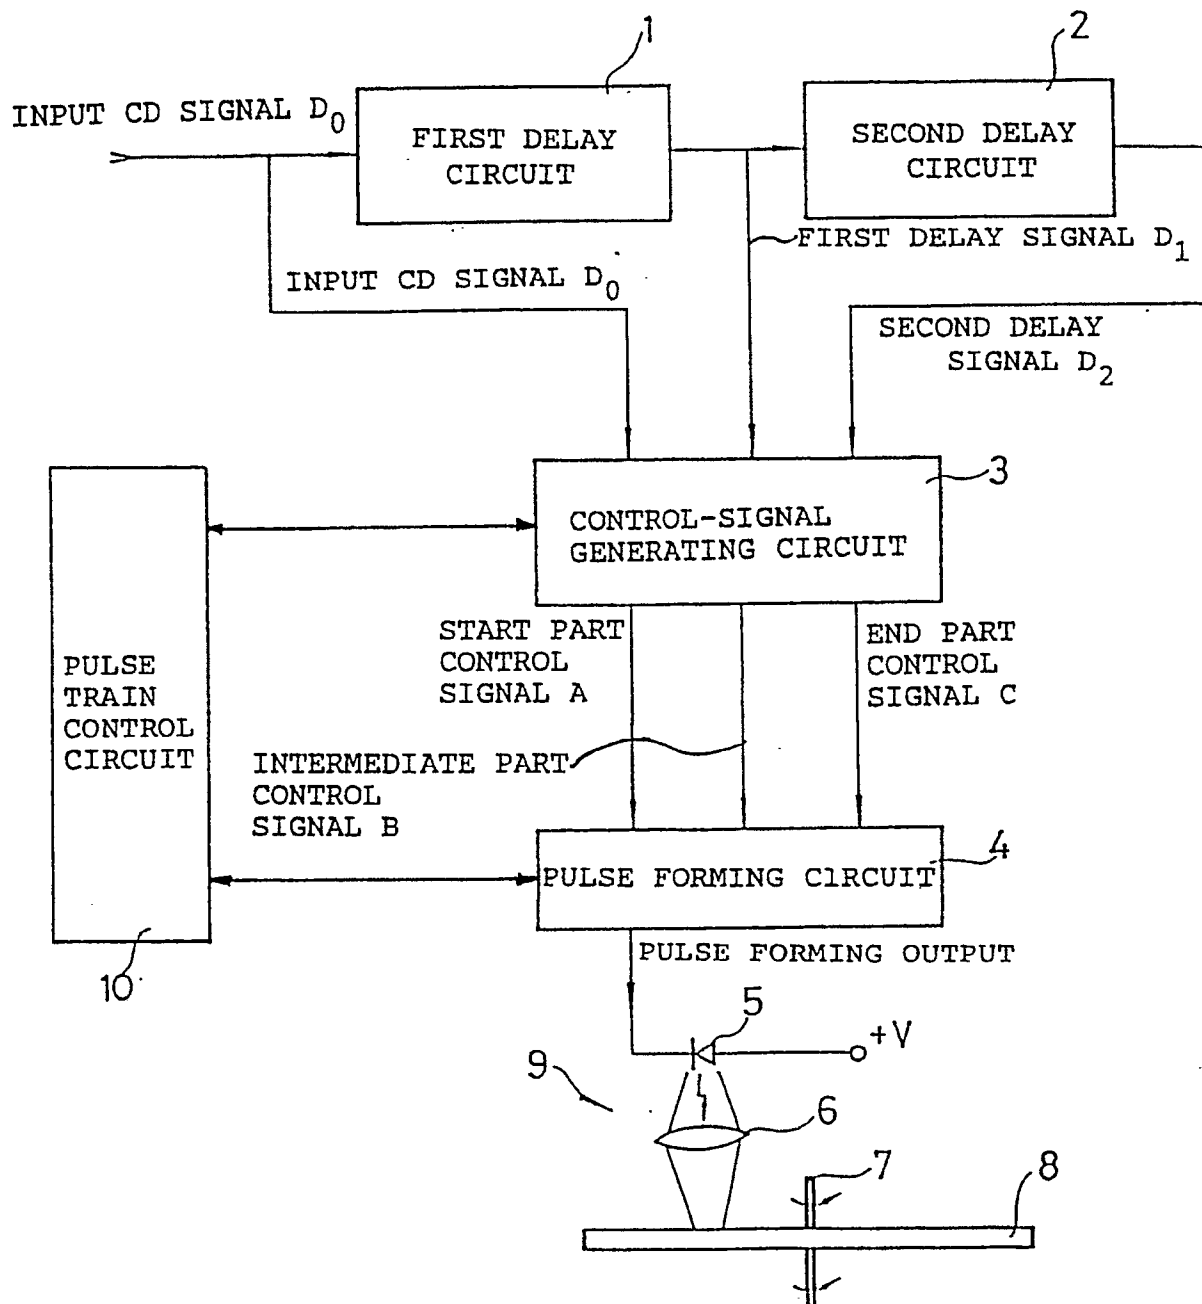 1
2
INPUT CD SIGNAL D0
FIRST DELAY
CIRCUIT
SECOND DELAY
CIRCUIT
FIRST DELAY SIGNAL D1
INPUT CD SIGNAL D0
SECOND DELAY
SIGNAL D2
3
CONTROL-SIGNAL
GENERATING CIRCUIT
START PART
CONTROL
SIGNAL A
END PART
CONTROL
SIGNAL C
PULSE
TRAIN
CONTROL
CIRCUIT
INTERMEDIATE PART
CONTROL
SIGNAL B
4
PULSE FORMING CIRCUIT
PULSE FORMING OUTPUT
10
5
+V
9
6
7
8